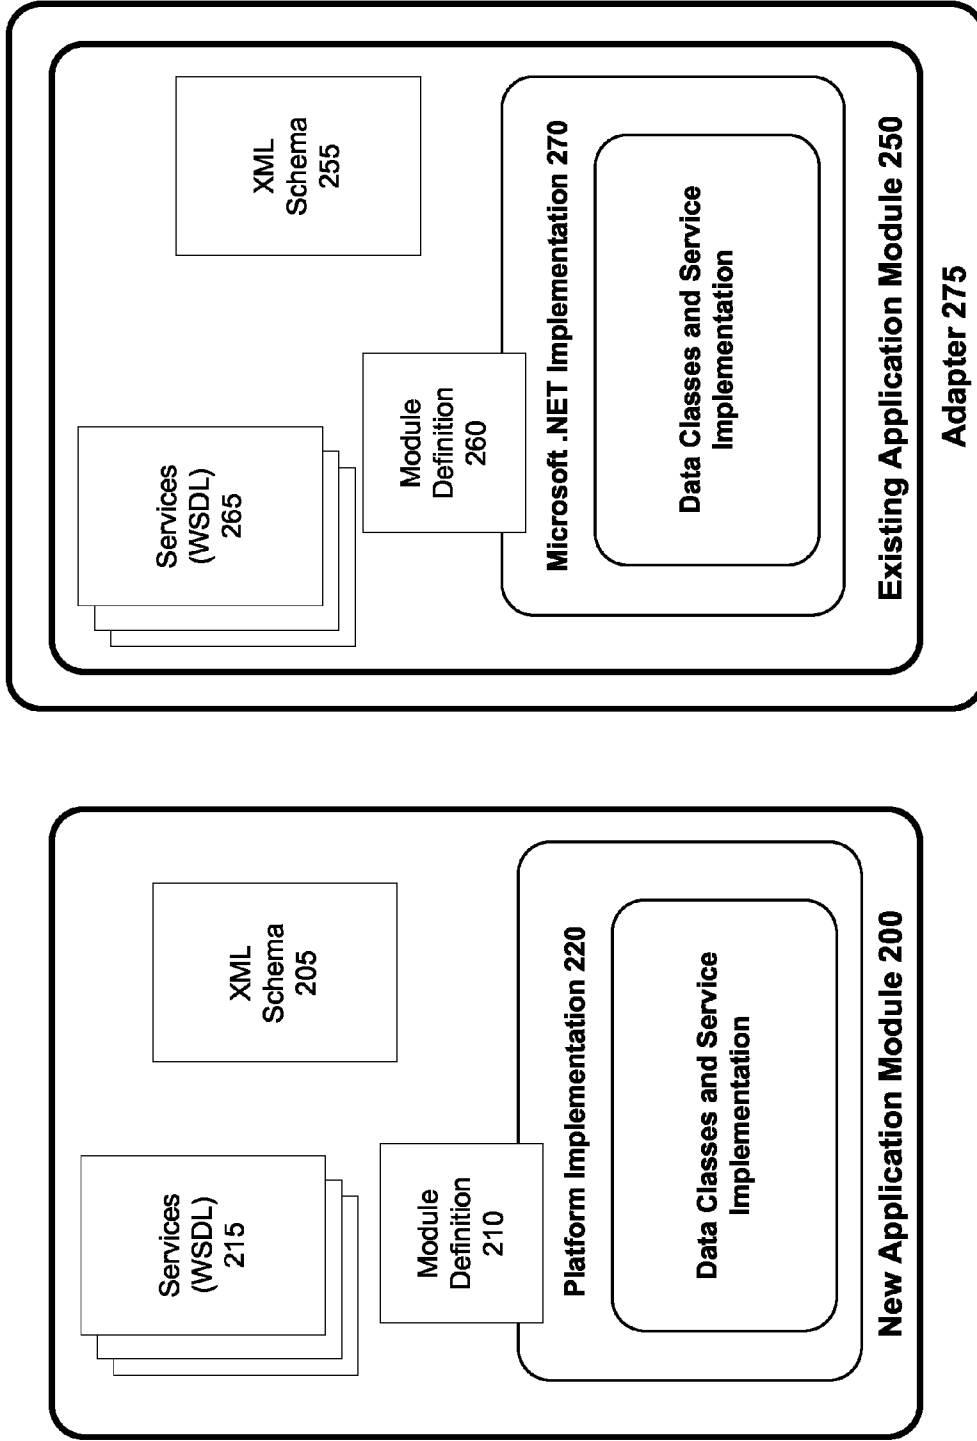 Services
(WSDL)
215
XML
Schema
205
Module
Definition
210
Platform Implementation 220
Data Classes and Service
Implementation
New Application Module 200
Services
(WSDL)
265
XML
Schema
255
Module
Definition
260
Microsoft .NET Implementation 270
Data Classes and Service
Implementation
Existing Application Module 250
Adapter 275